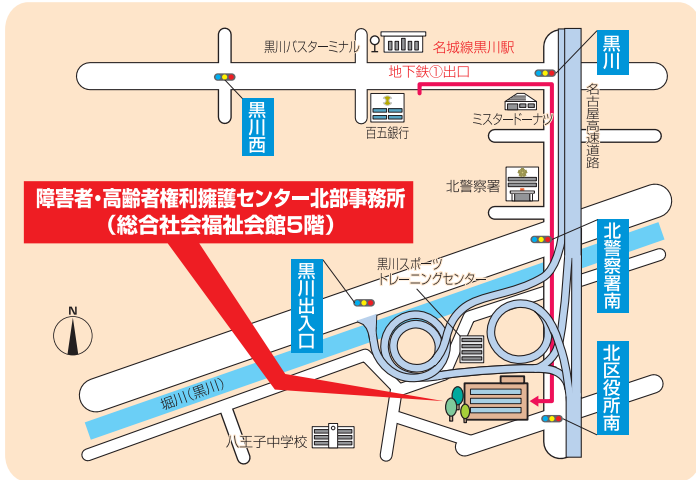 黒川バスターミナル
名城線黒川駅
地下鉄①出口
黒川
黒川西
百五銀行
ミスタードーナツ
名古屋高速道路
北警察署
障害者・高齢者権利擁護センター北部事務所
（総合社会福祉会館5階）
黒川スポーツ
トレーニングセンター
北警察署南
黒川出入口
N
北区役所南
堀川（黒川）
八王子中学校